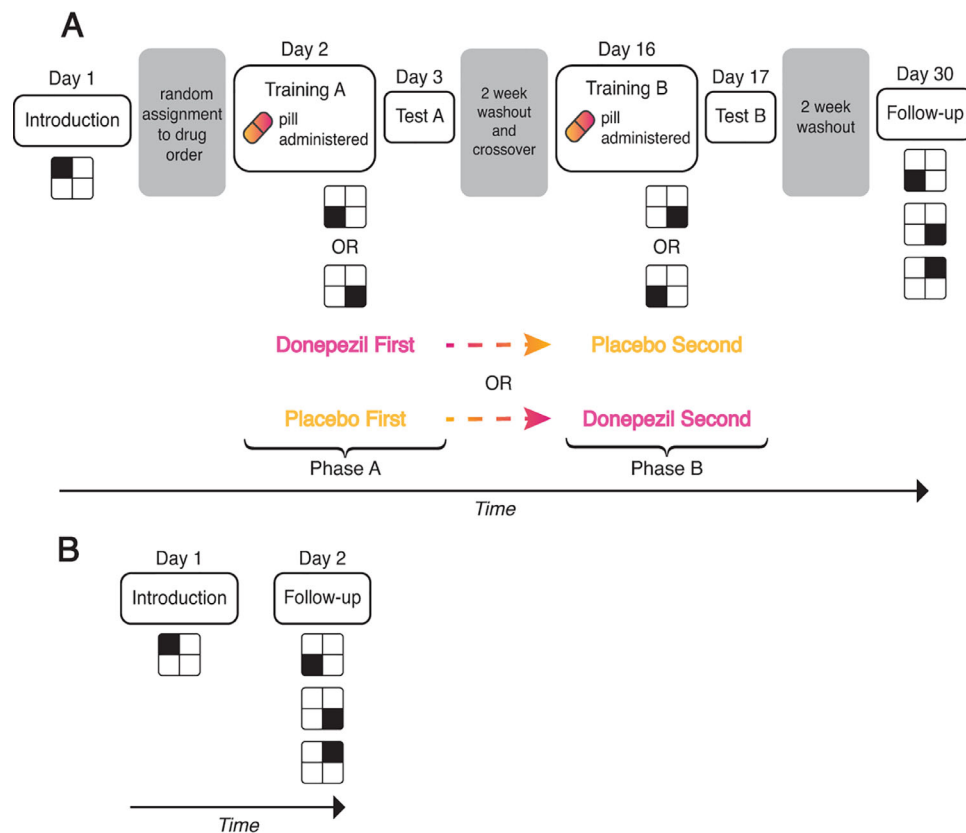 A
Day 1
Introduction
random
assignment
to drug
order
Day 2
Training A
pill
administered
Day 3
Test A
2 week
washout
and
crossover
Day 16
Training B
pill
administered
Day 17
Test B
2 week
washout
Day 30
Follow-up
OR
OR
Donepezil First
Placebo Second
OR
Placebo First
Donepezil Second
Phase A
Phase B
Time
B
Day 1
Introduction
Day 2
Follow-up
Time